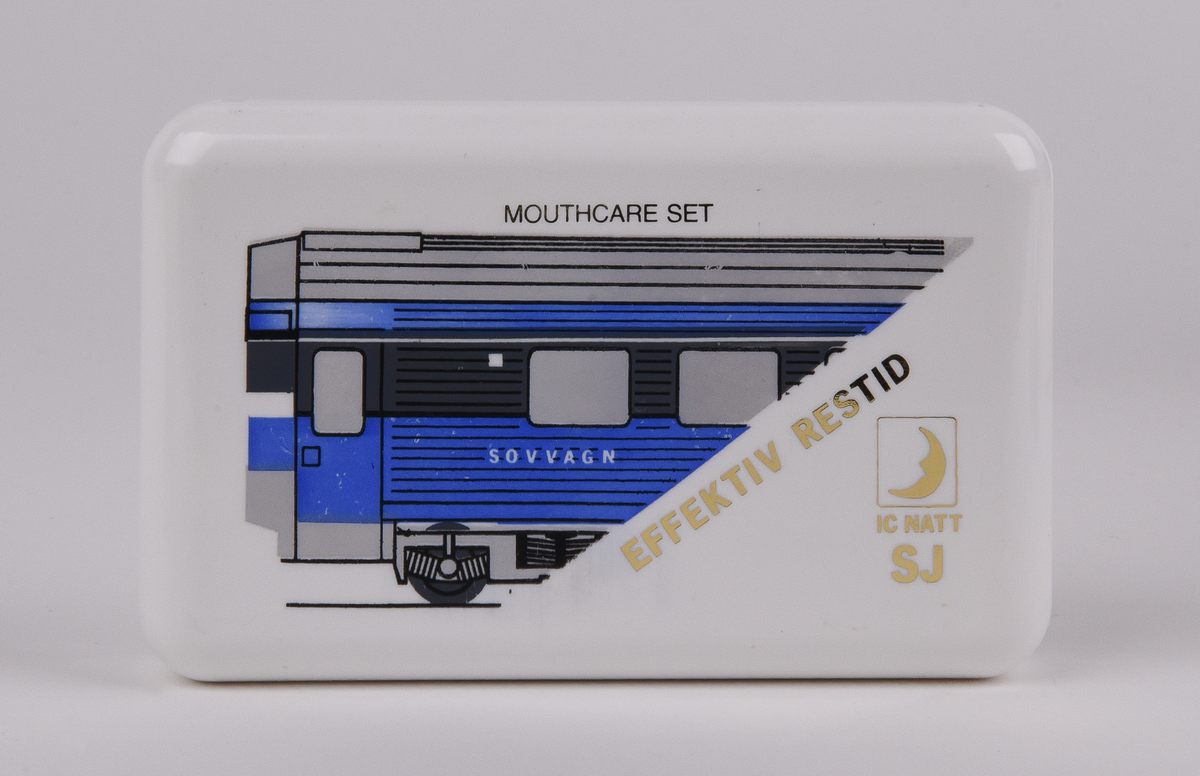 MOUTHCARE SET
SOVVAGN
EFFEKTIV RESTID
IC NATT
SJ